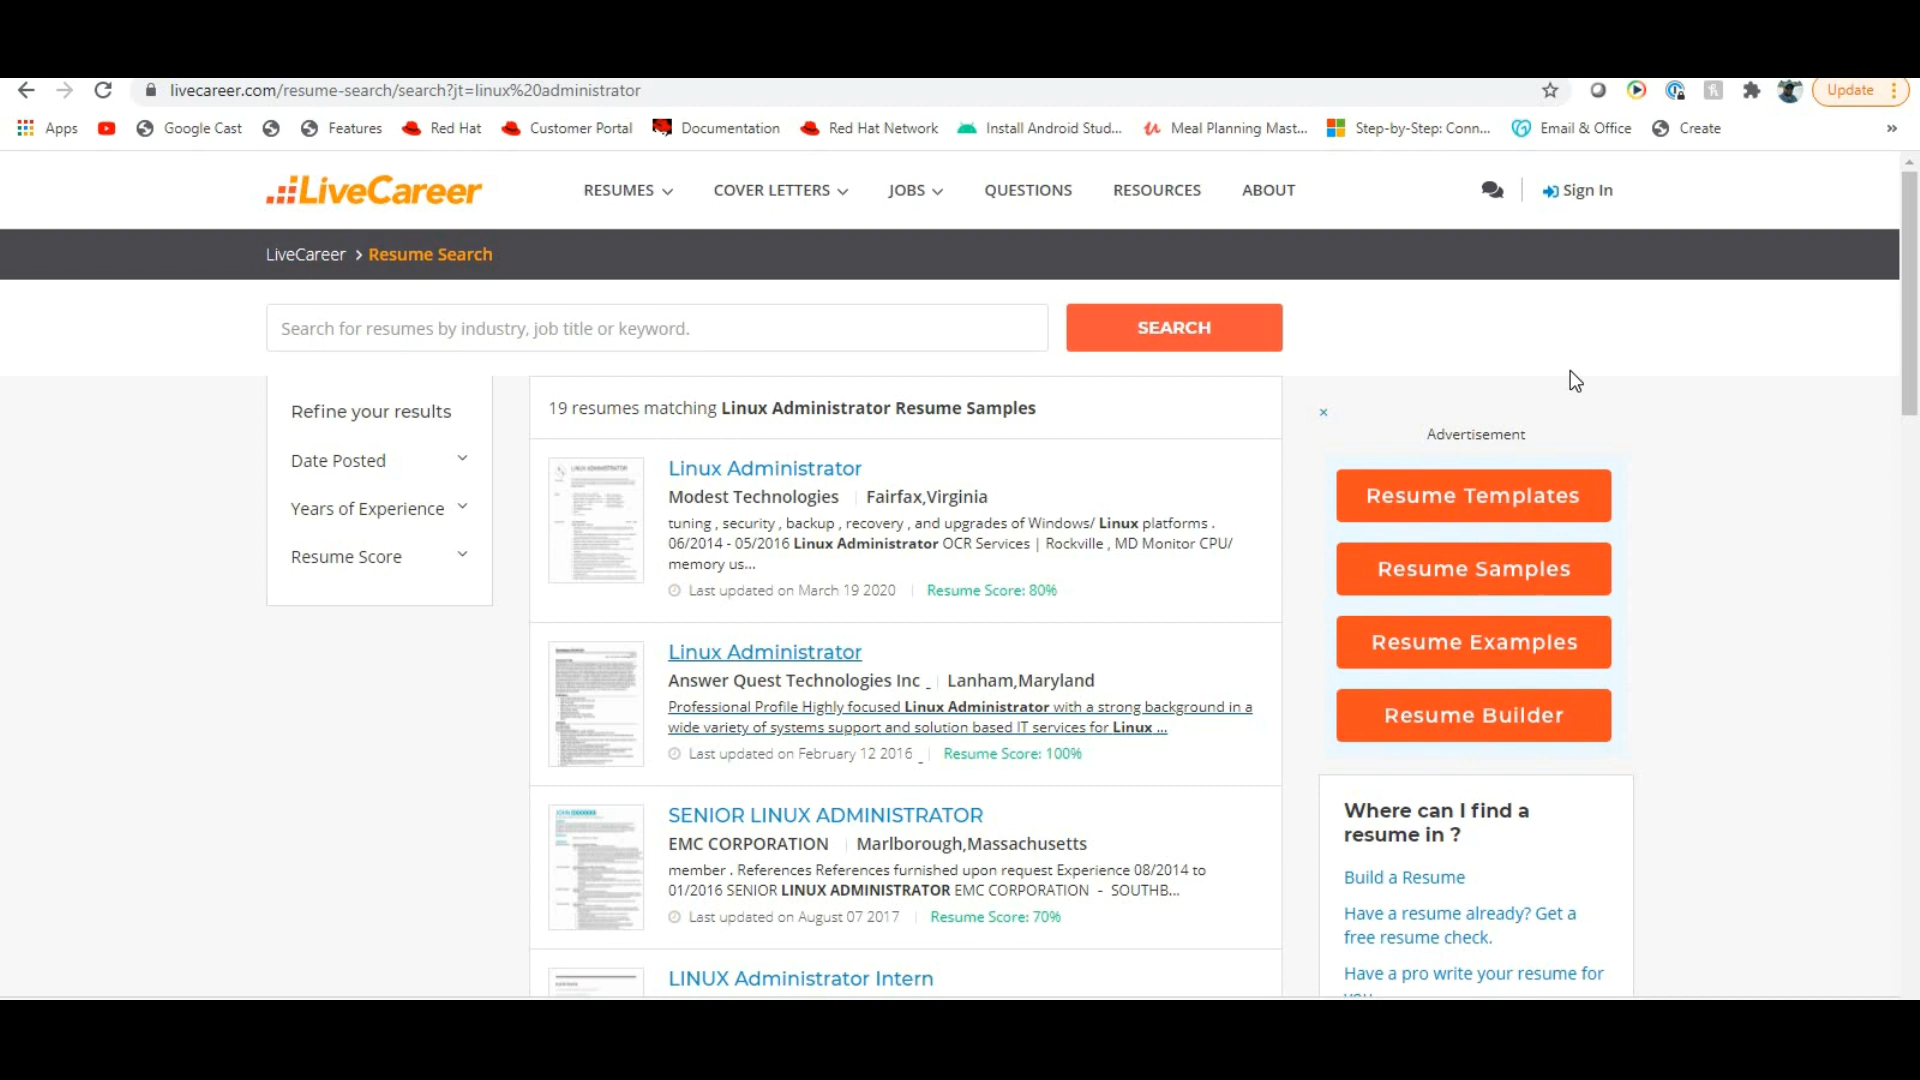 livecareer.com/resume-search/search?jt=linux%20administrator
Update
Apps Google Cast Features Red Hat Customer Portal Documentation Red Hat Network Install Android Stud... Meal Planning Mast... Step-by-Step: Conn... Email & Office Create »
LiveCareer RESUMES COVER LETTERS JOBS QUESTIONS RESOURCES ABOUT Sign In
LiveCareer > Resume Search
Search for resumes by industry, job title or keyword. SEARCH
Refine your results
Date Posted
Years of Experience
Resume Score
19 resumes matching Linux Administrator Resume Samples
Linux Administrator
Modest Technologies | Fairfax,Virginia
tuning , security , backup , recovery , and upgrades of Windows/ Linux platforms .
06/2014 - 05/2016 Linux Administrator OCR Services | Rockville , MD Monitor CPU/
memory us...
Last updated on March 19 2020 | Resume Score: 80%
Linux Administrator
Answer Quest Technologies Inc | Lanham,Maryland
Professional Profile Highly focused Linux Administrator with a strong background in a
wide variety of systems support and solution based IT services for Linux ...
Last updated on February 12 2016 | Resume Score: 100%
SENIOR LINUX ADMINISTRATOR
EMC CORPORATION | Marlborough,Massachusetts
member . References References furnished upon request Experience 08/2014 to
01/2016 SENIOR LINUX ADMINISTRATOR EMC CORPORATION - SOUTHB...
Last updated on August 07 2017 | Resume Score: 70%
LINUX Administrator Intern
×
Advertisement
Resume Templates
Resume Samples
Resume Examples
Resume Builder
Where can I find a
resume in ?
Build a Resume
Have a resume already? Get a
free resume check.
Have a pro write your resume for